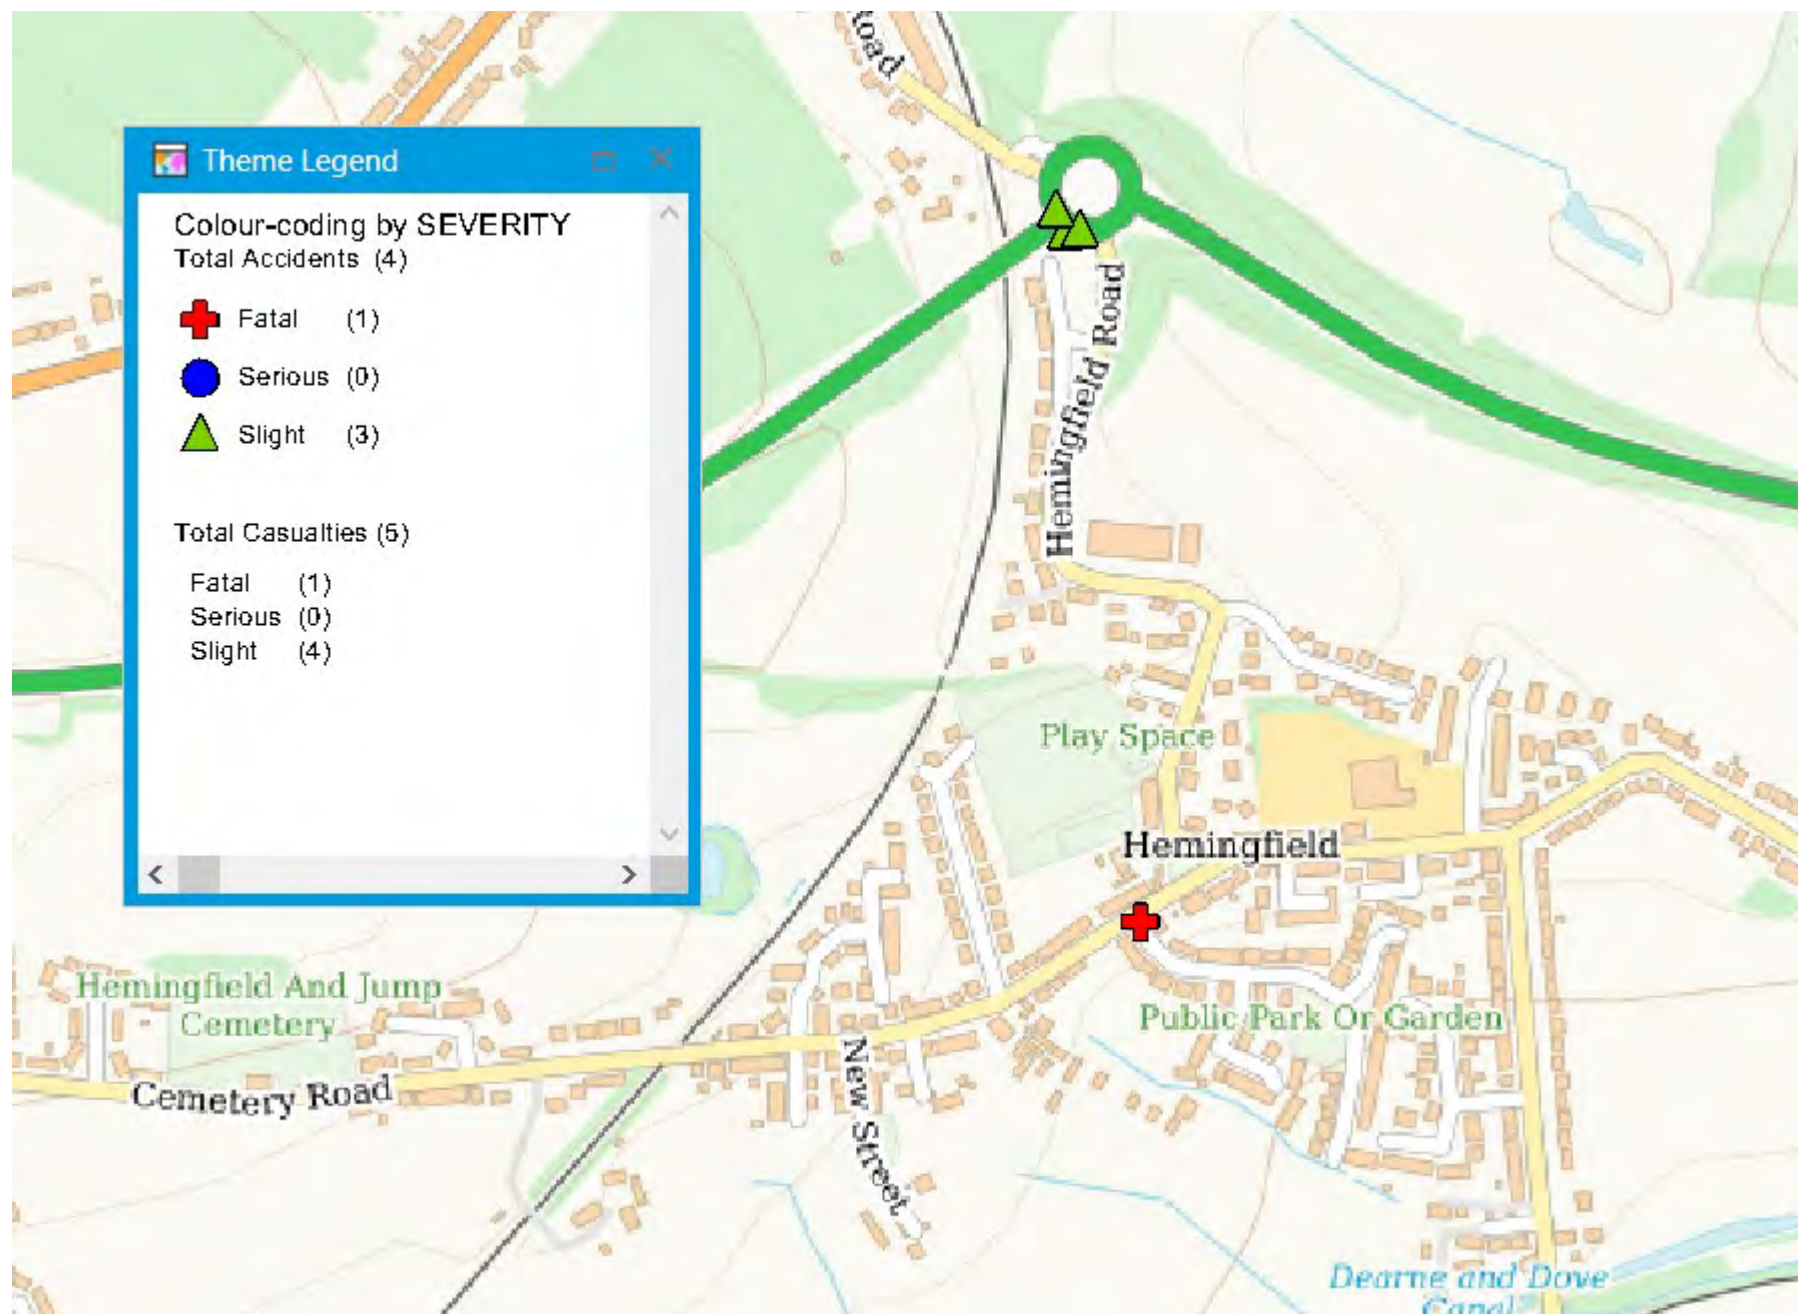 Road
Theme Legend
Colour-coding by SEVERITY
Total Accidents (4)
Fatal (1)
Serious (0)
Slight (3)
Total Casualties (5)
Fatal (1)
Serious (0)
Slight (4)
Hemingfield Road
Play Space
Hemingfield
Hemingfield And Jump
Cemetery
Public Park Or Garden
Cemetery Road
New Street
Dearne and Dove
Canal